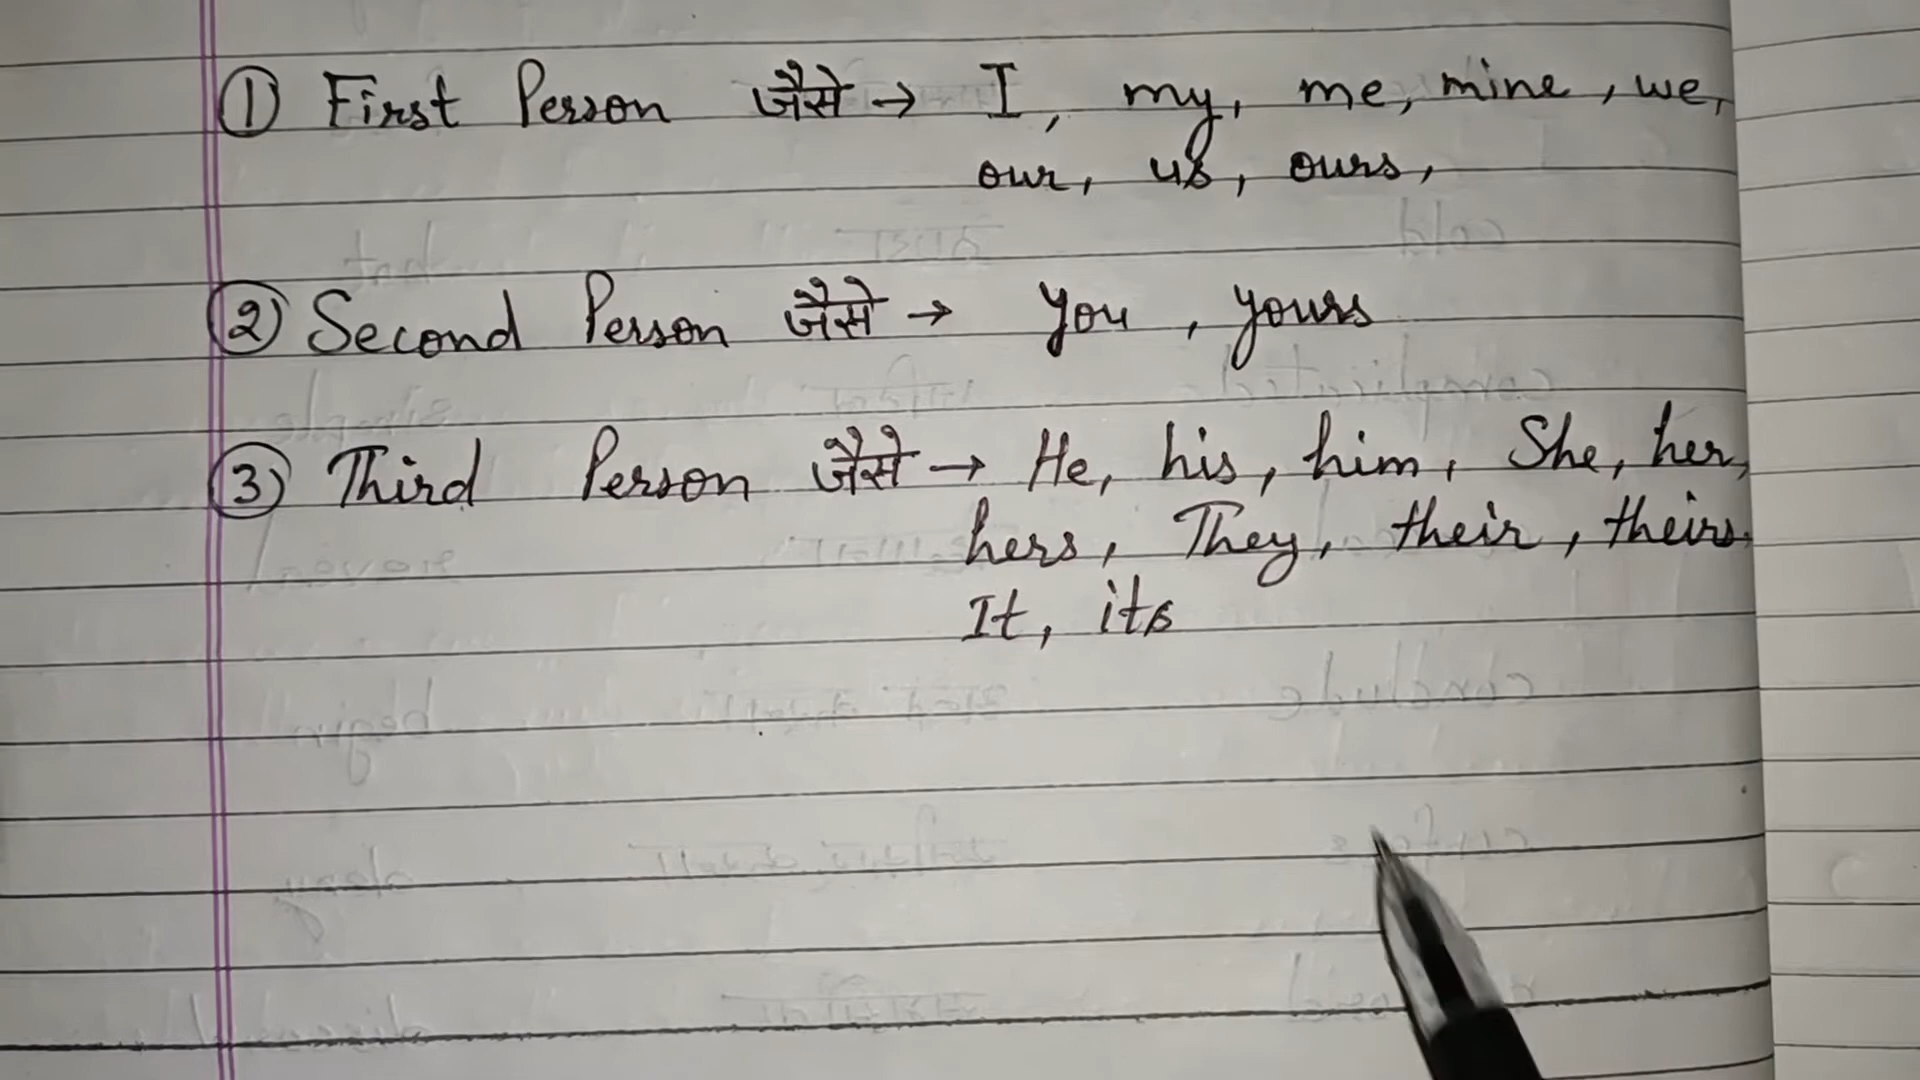 ① First Person जैसे → I, my, me, mine, we,
our, us, ours,
② Second Person जैसे → you, yours
③ Third Person जैसे → He, his, him, She, her,
hers, They, their, theirs.
It, its